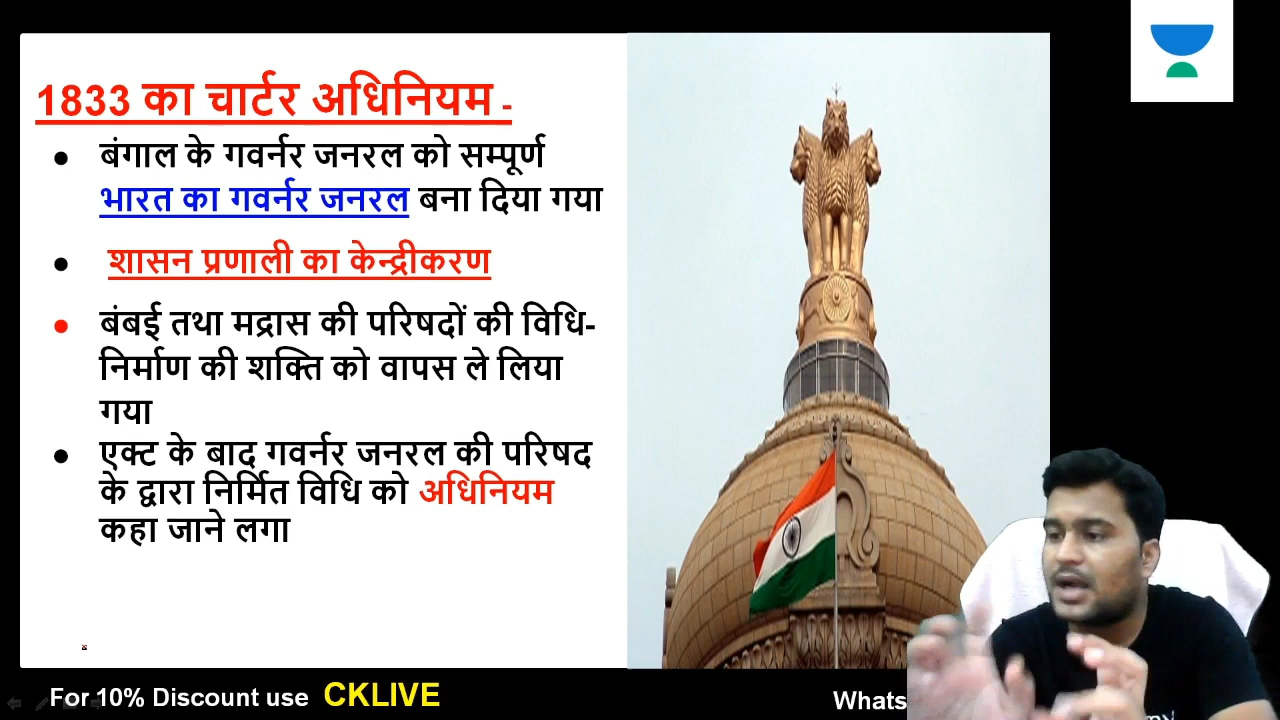 1833 का चार्टर अधिनियम -
बंगाल के गवर्नर जनरल को सम्पूर्ण
भारत का गवर्नर जनरल बना दिया गया
शासन प्रणाली का केन्द्रीकरण
बंबई तथा मद्रास की परिषदों की विधि-
निर्माण की शक्ति को वापस ले लिया
गया
एक्ट के बाद गवर्नर जनरल की परिषद
के द्वारा निर्मित विधि को अधिनियम
कहा जाने लगा
For 10% Discount use CKLIVE
Whats